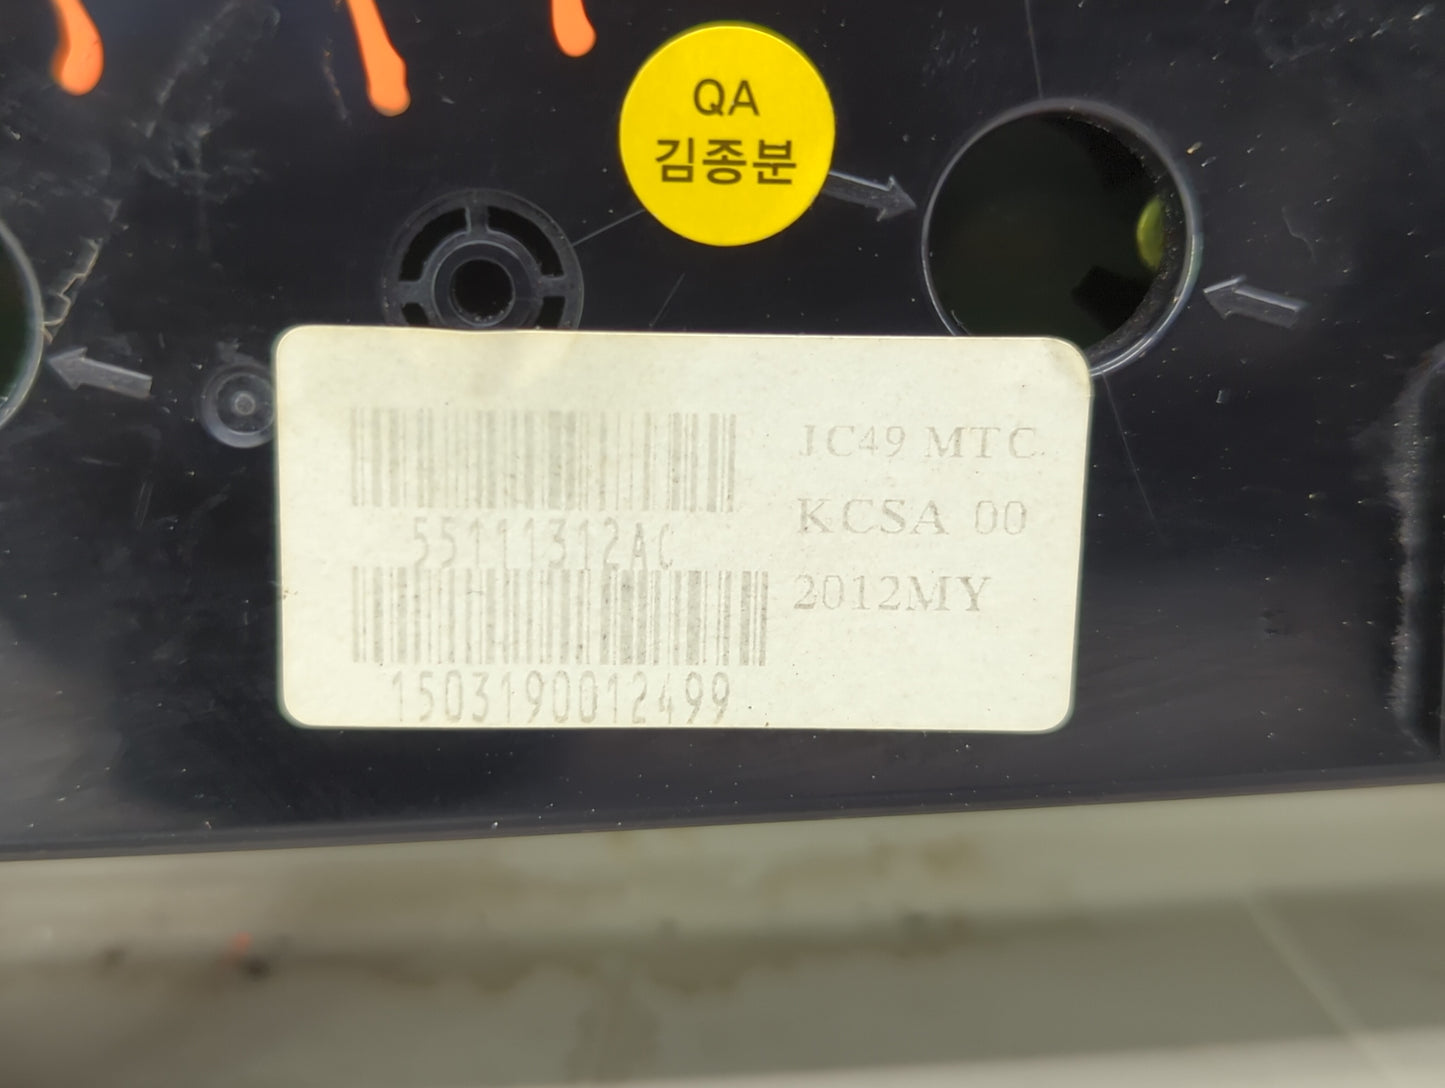 QA
김종분
JC49 MTC
KCSA 00
2012MY
55111312AC
1503190012499